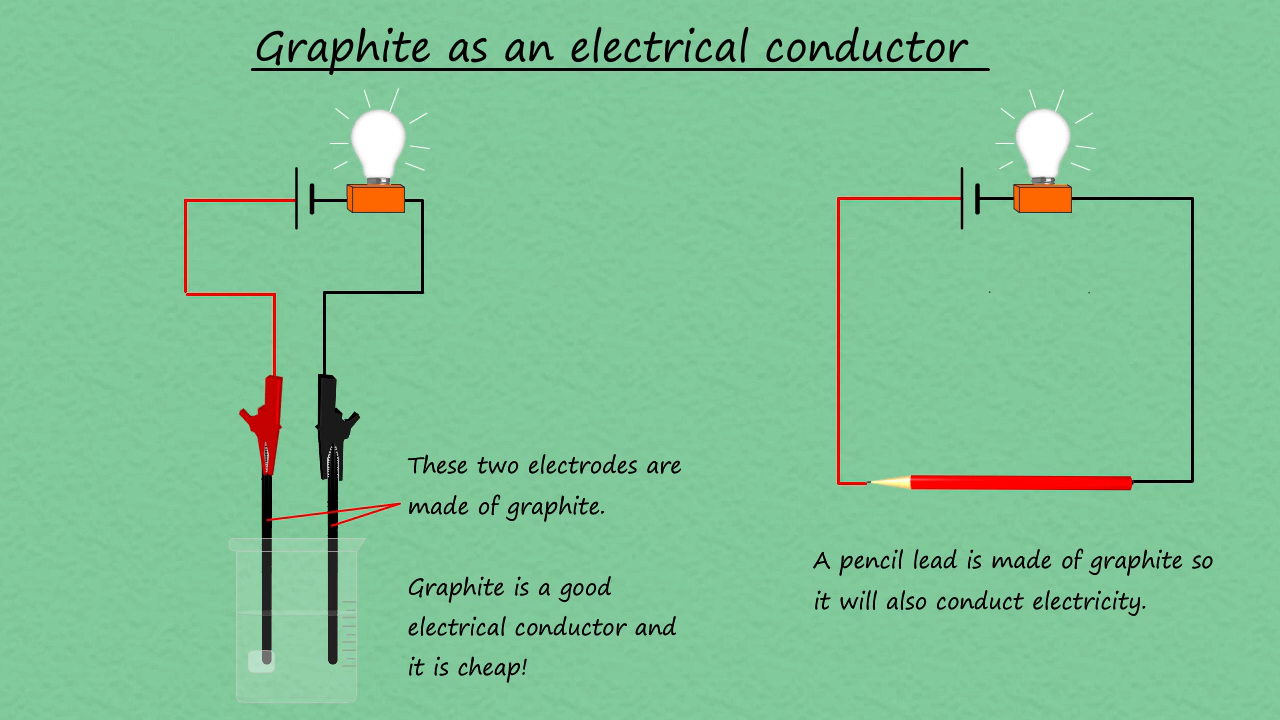 Graphite as an electrical conductor
These two electrodes are
made of graphite.
Graphite is a good
electrical conductor and
it is cheap!
A pencil lead is made of graphite so
it will also conduct electricity.